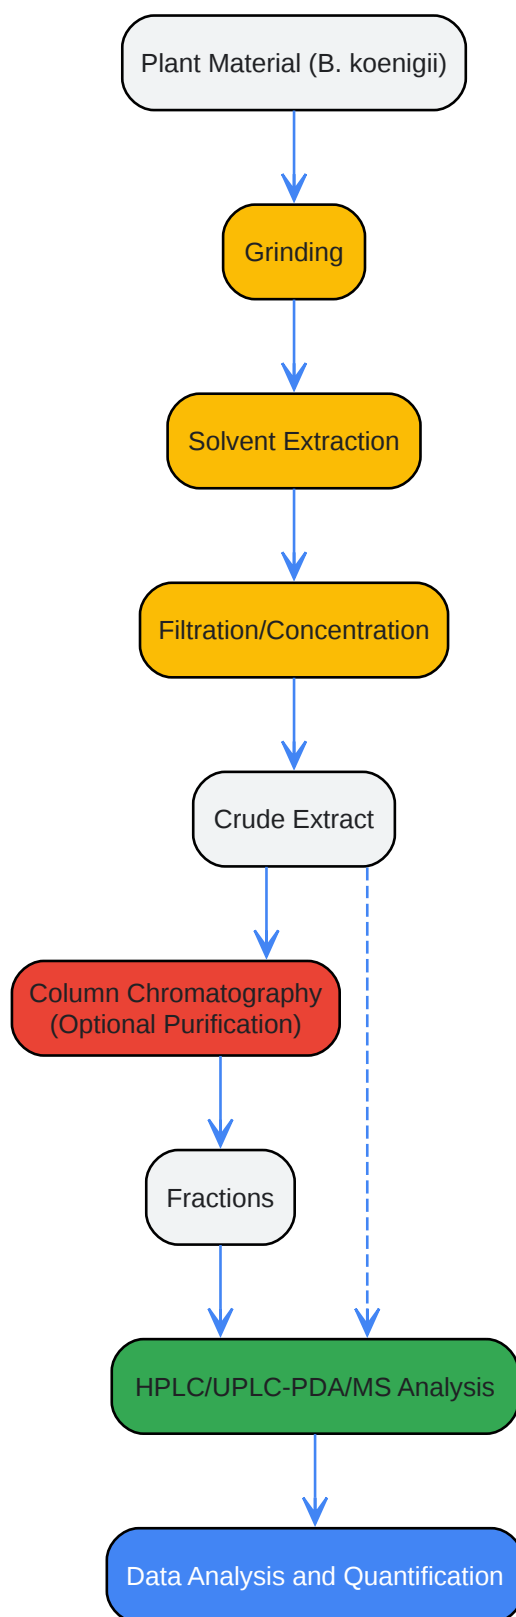 Plant Material (B. koenigii)
Grinding
Solvent Extraction
Filtration/Concentration
Crude Extract
Column Chromatography
(Optional Purification)
Fractions
HPLC/UPLC-PDA/MS Analysis
Data Analysis and Quantification